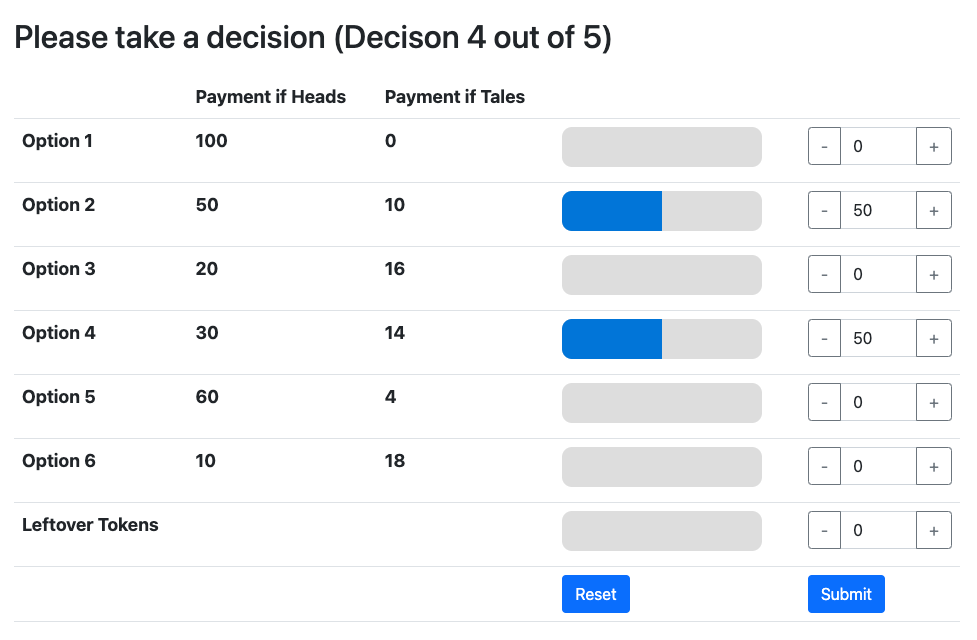 Please take a decision (Decison 4 out of 5)
Payment if Heads Payment if Tales
Option 1 100 0 - 0 +
Option 2 50 10 - 50 +
Option 3 20 16 - 0 +
Option 4 30 14 - 50 +
Option 5 60 4 - 0 +
Option 6 10 18 - 0 +
Leftover Tokens - 0 +
Reset Submit